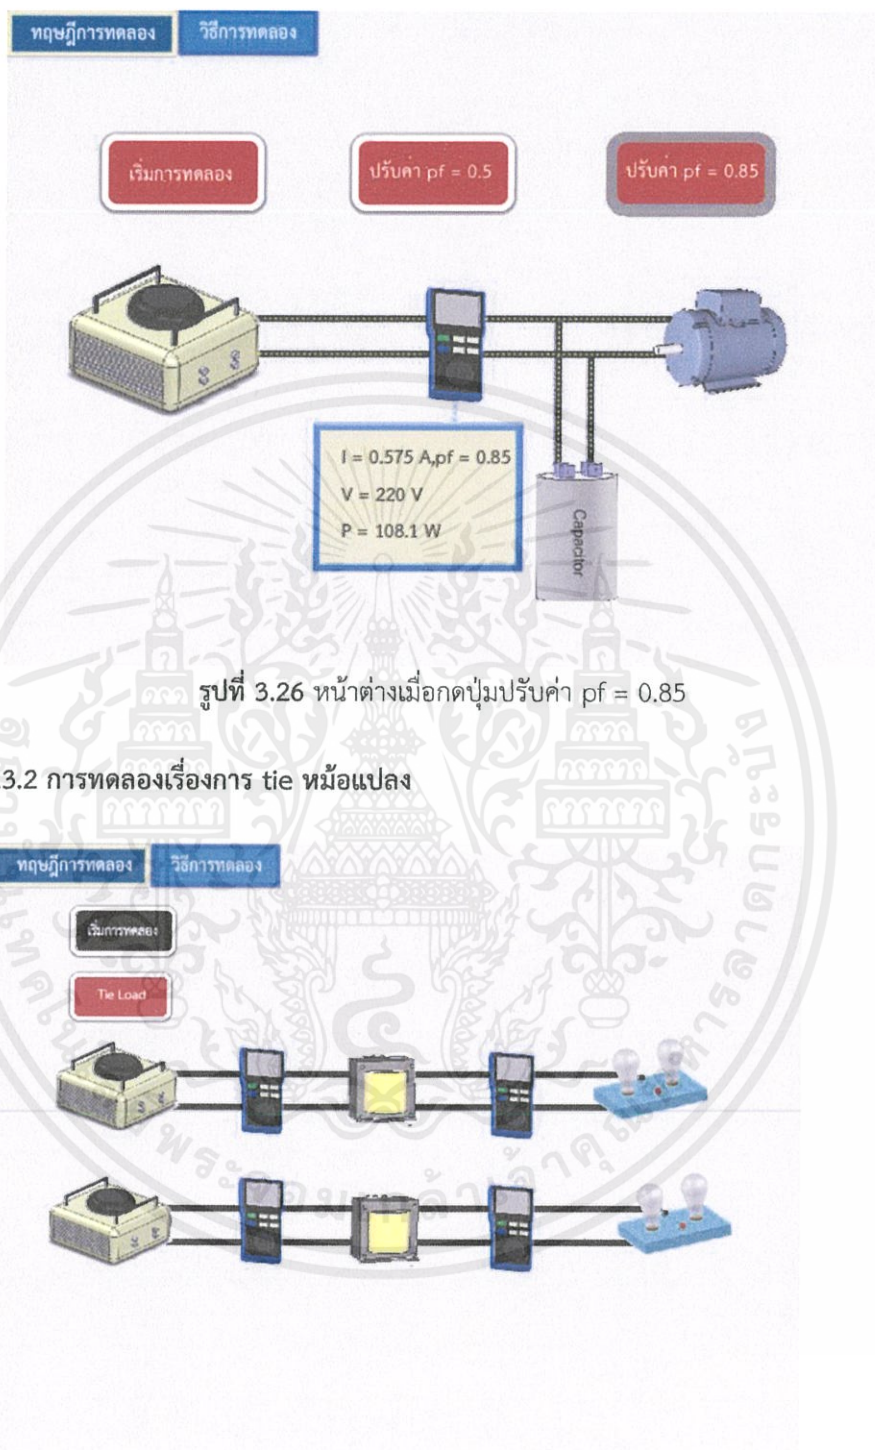 ทฤษฎีการทดลอง วิธีการทดลอง
เริ่มการทดลอง ปรับค่า pf = 0.5 ปรับค่า pf = 0.85
I = 0.575 A,pf = 0.85
V = 220 V
P = 108.1 W
Capacitor
รูปที่ 3.26 หน้าต่างเมื่อกดปุ่มปรับค่า pf = 0.85
3.2 การทดลองเรื่องการ tie หม้อแปลง
ทฤษฎีการทดลอง วิธีการทดลอง
เริ่มการทดลอง
Tie Load